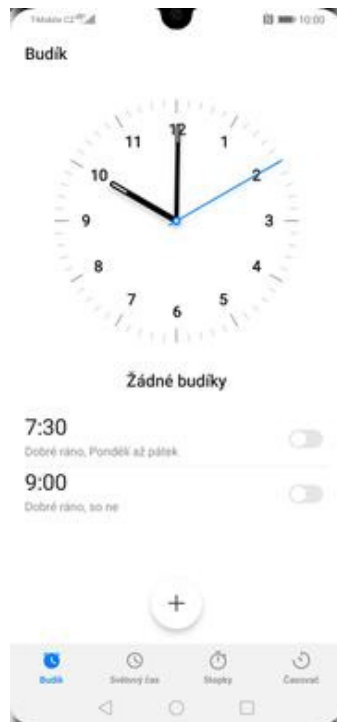 T-Mobile CZ
10:00
Budík
12
11
1
10
2
9
3
8
4
7
5
6
Žádné budíky
7:30
Dobré ráno, Pondělí až pátek
9:00
Dobré ráno, so ne
Budík
Světový čas
Stopky
Časovač